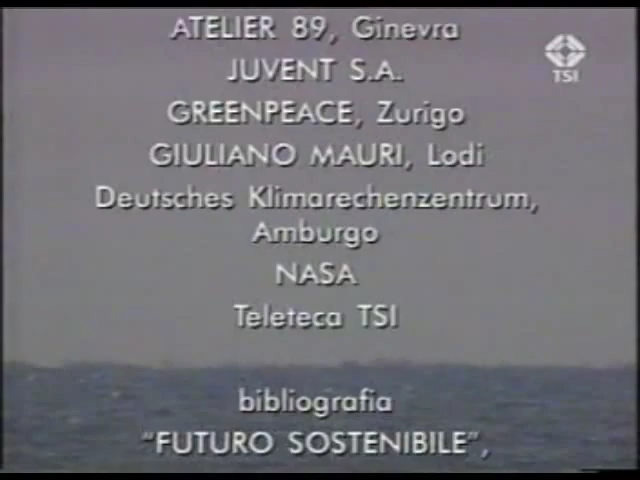 ATELIER 89, Ginevra
JUVENT S.A.
TSI
GREENPEACE, Zurigo
GIULIANO MAURI, Lodi
Deutsches Klimarechenzentrum,
Amburgo
NASA
Teleteca TSI
bibliografia
"FUTURO SOSTENIBILE",